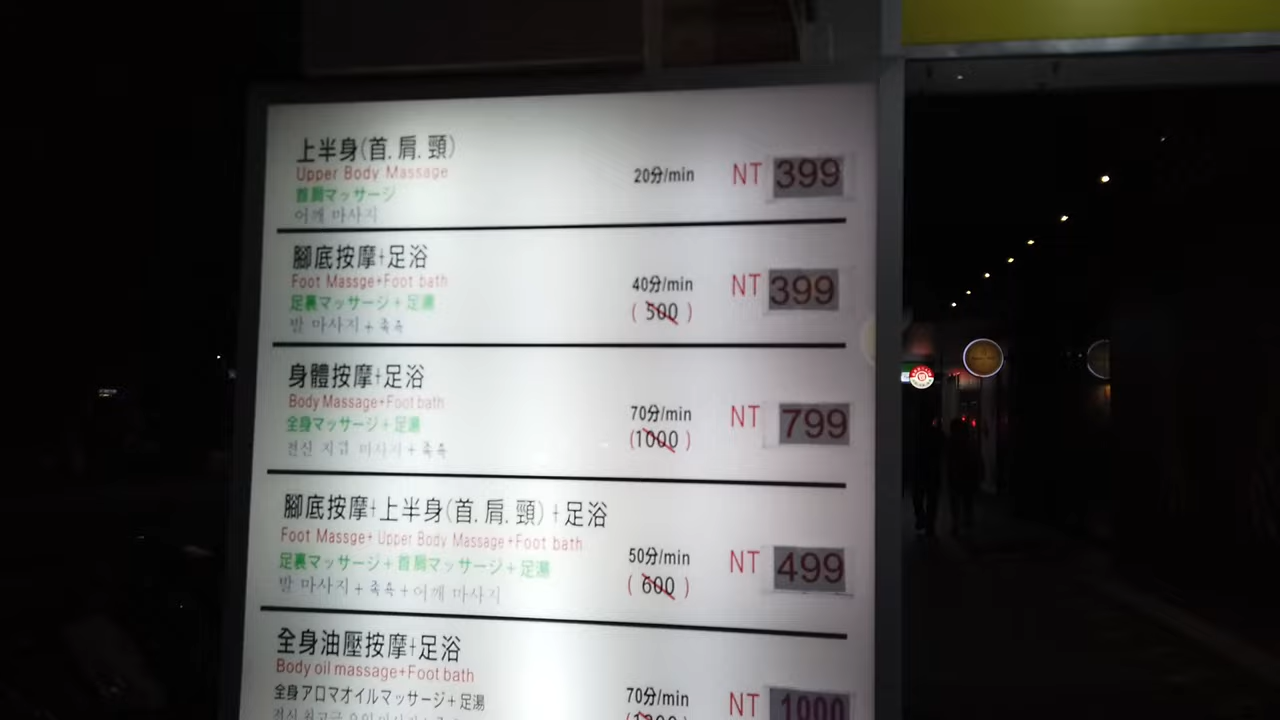 上半身(首.肩.頸)
Upper Body Massage
首肩マッサージ
어깨 마사지
20分/min
NT 399
腳底按摩+足浴
Foot Massge+Foot bath
足裏マッサージ+足湯
발 마사지+족욕
40分/min
(500)
NT 399
身體按摩+足浴
Body Massage+Foot bath
全身マッサージ+足湯
전신 지압 마사지+족욕
70分/min
(1000)
NT 799
腳底按摩+上半身(首.肩.頸)+足浴
Foot Massge+Upper Body Massage+Foot bath
足裏マッサージ+首肩マッサージ+足湯
발 마사지+족욕+어깨 마사지
50分/min
(600)
NT 499
全身油壓按摩+足浴
Body oil massage+Foot bath
全身アロマオイルマッサージ+足湯
70分/min
NT 1000